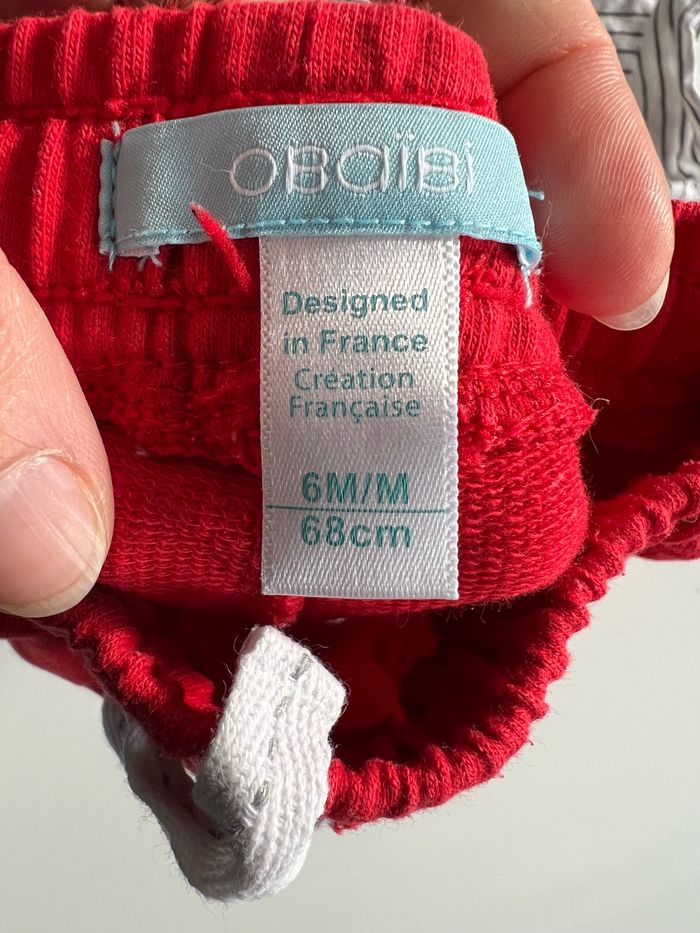 OBAÏBI
Designed
in France
Création
Française
6M/M
68cm